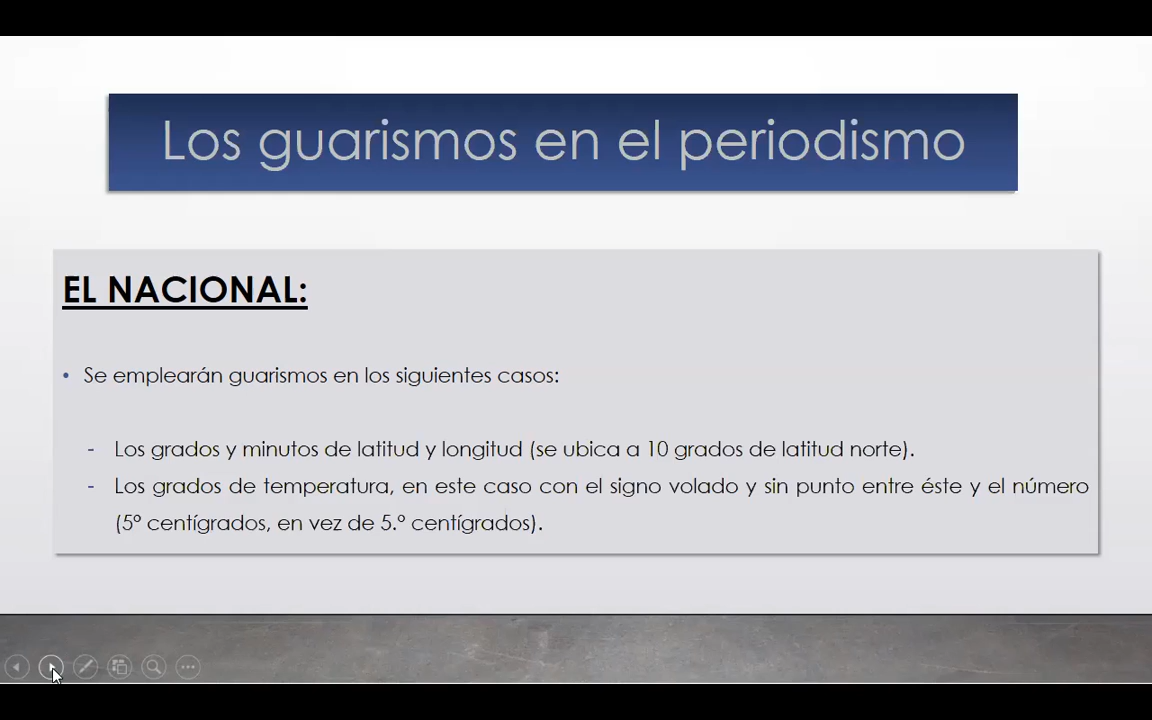 Los guarismos en el periodismo
EL NACIONAL:
• Se emplearán guarismos en los siguientes casos:
- Los grados y minutos de latitud y longitud (se ubica a 10 grados de latitud norte).
- Los grados de temperatura, en este caso con el signo volado y sin punto entre éste y el número
(5° centígrados, en vez de 5.° centígrados).